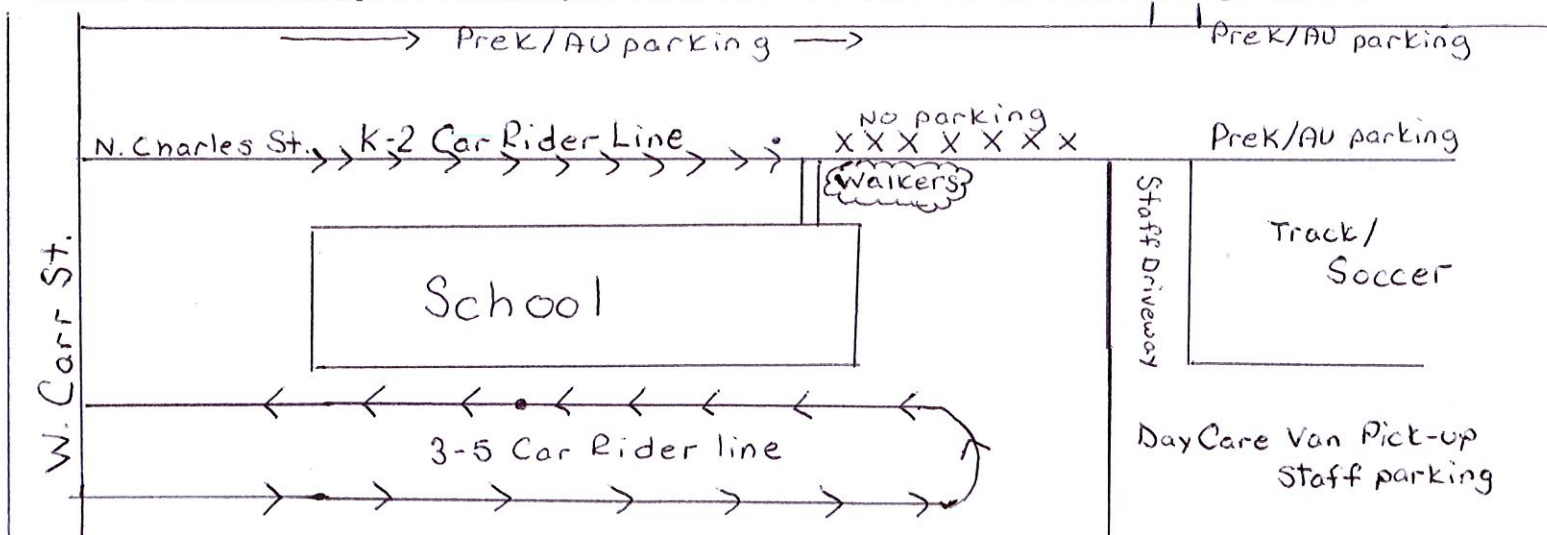 PreK/AU parking
PreK/AU parking
No parking
N. Charles St. K-2 Car Rider Line
X X X X X X X
PreK/AU parking
Walkers
Staff Driveway
Track/
Soccer
School
W. Carr St.
3-5 Car Rider line
DayCare Van Pick-up
Staff parking